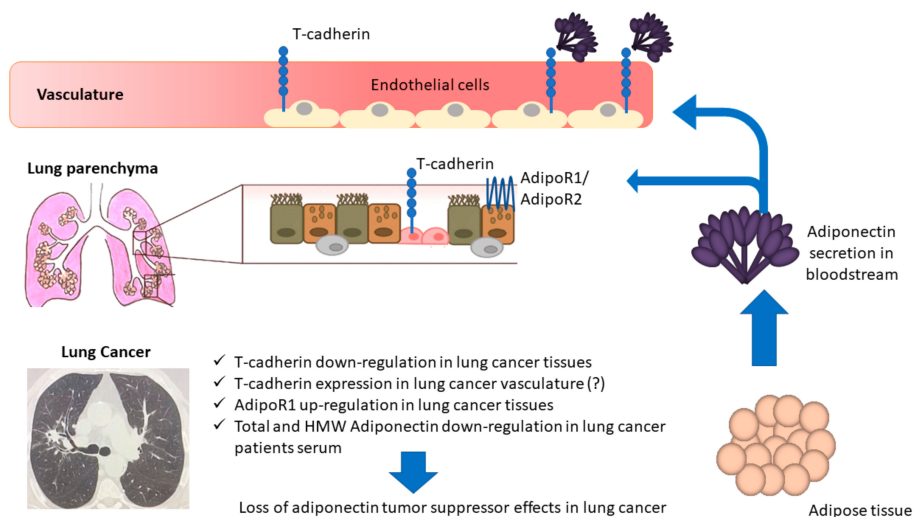 T-cadherin
Endothelial cells
Vasculature
Lung parenchyma
T-cadherin
AdipoR1/
AdipoR2
Adiponectin
secretion in
bloodstream
Lung Cancer
✓ T-cadherin down-regulation in lung cancer tissues
✓ T-cadherin expression in lung cancer vasculature (?)
✓ AdipoR1 up-regulation in lung cancer tissues
✓ Total and HMW Adiponectin down-regulation in lung cancer
patients serum
Loss of adiponectin tumor suppressor effects in lung cancer
Adipose tissue